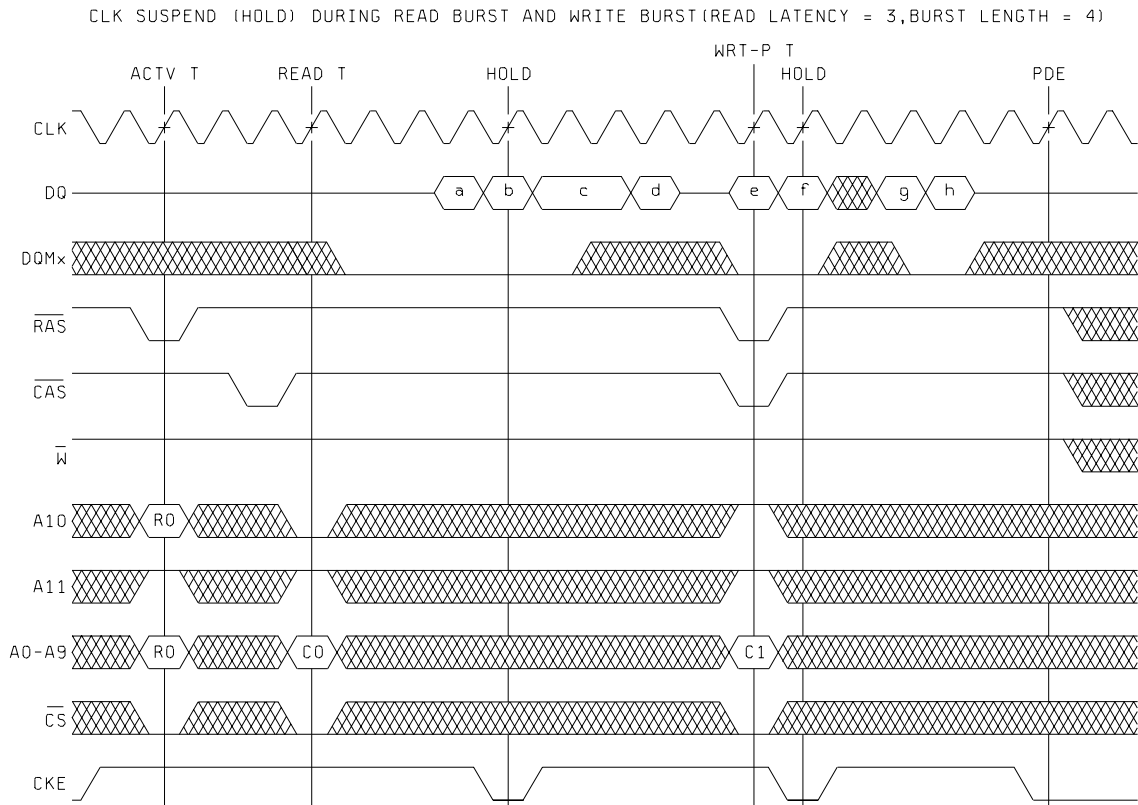 CLK SUSPEND (HOLD) DURING READ BURST AND WRITE BURST(READ LATENCY = 3,BURST LENGTH = 4)
WRT-P T
ACTV T READ T HOLD HOLD PDE
CLK
DQ a b c d e f g h
DQMx
RAS
CAS
W
A10 R0
A11
A0-A9 R0 C0 C1
CS
CKE